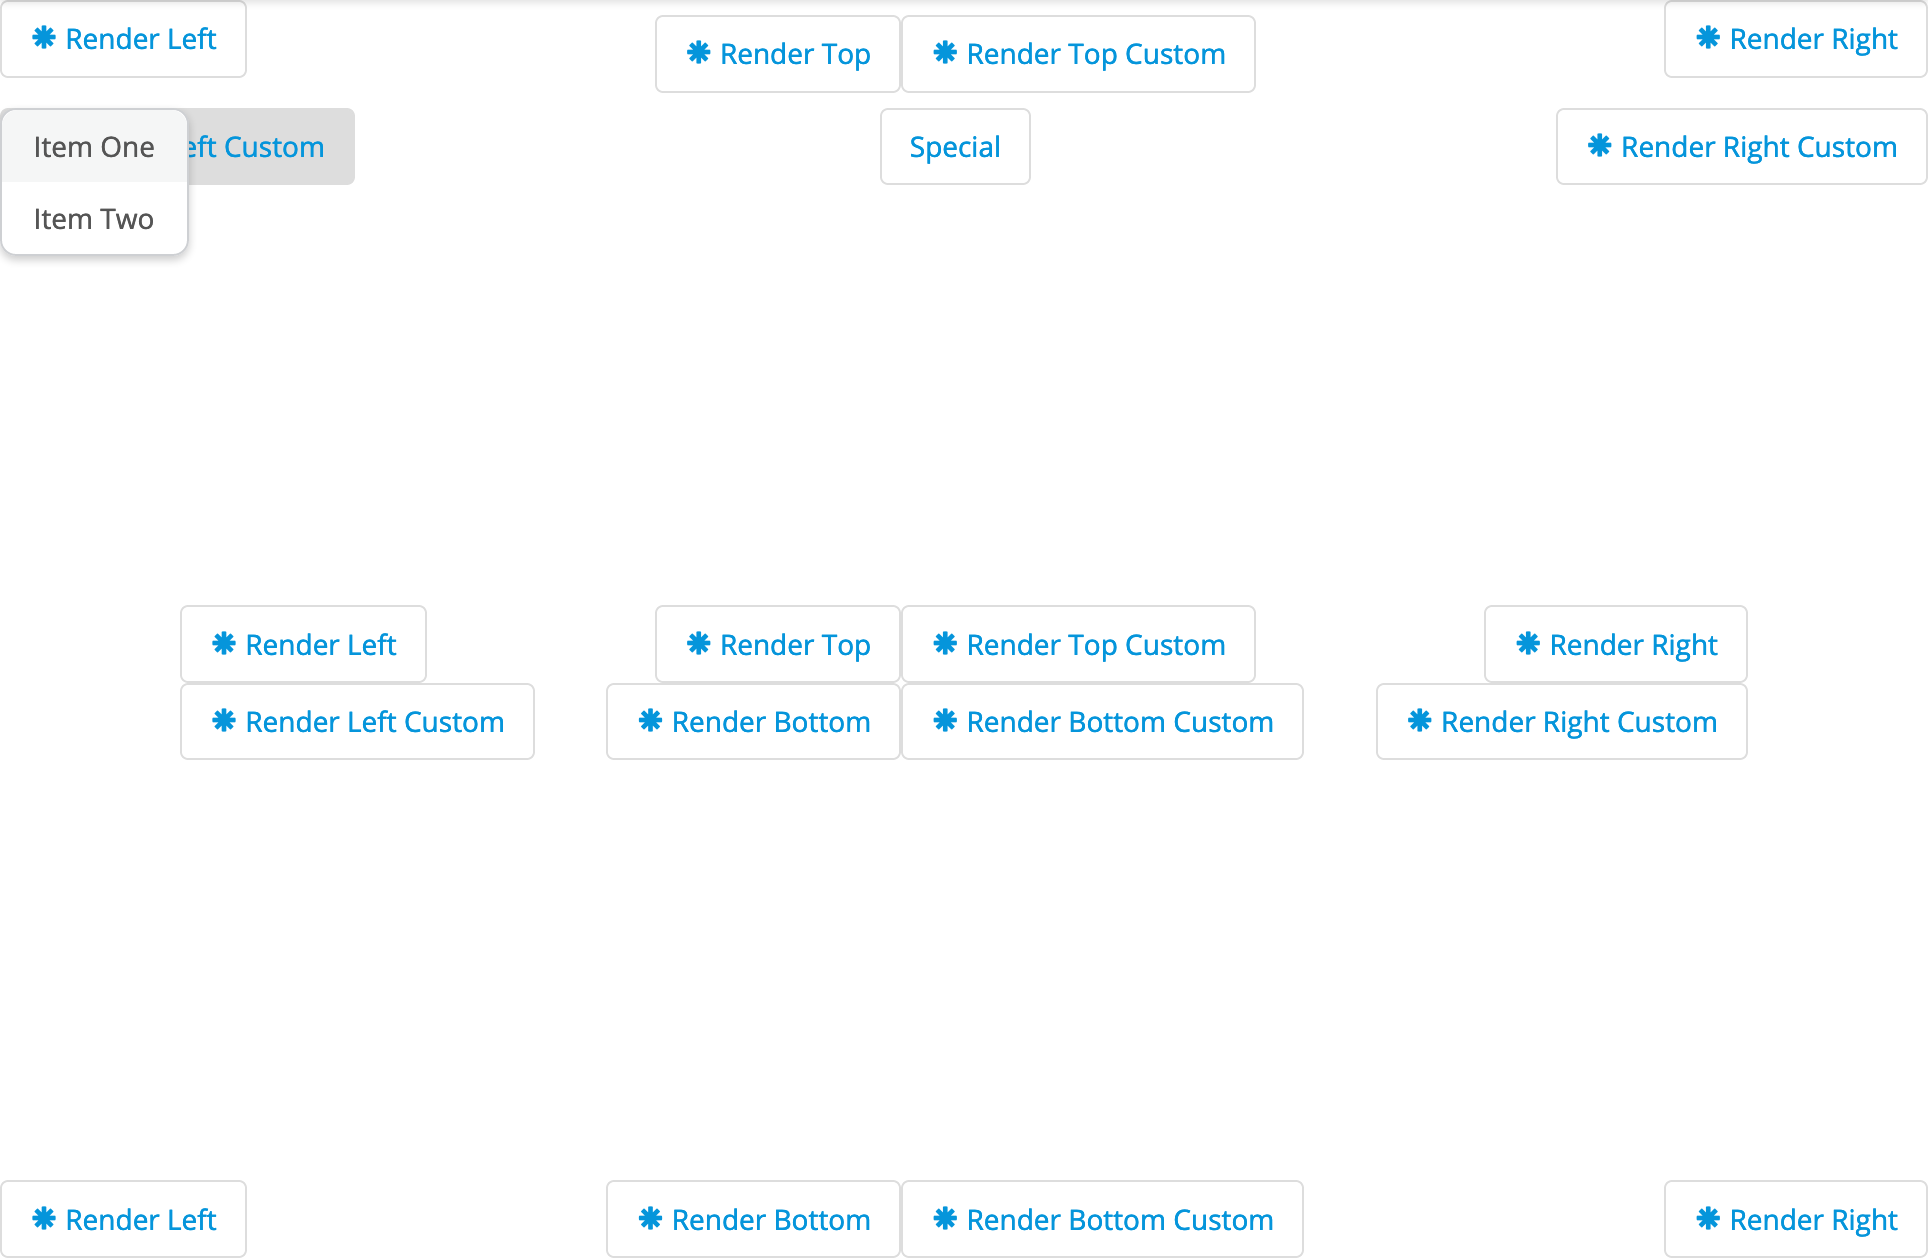 Render Left
Render Top
Render Top Custom
Render Right
Item One
eft Custom
Special
Render Right Custom
Item Two
Render Left
Render Top
Render Top Custom
Render Right
Render Left Custom
Render Bottom
Render Bottom Custom
Render Right Custom
Render Left
Render Bottom
Render Bottom Custom
Render Right